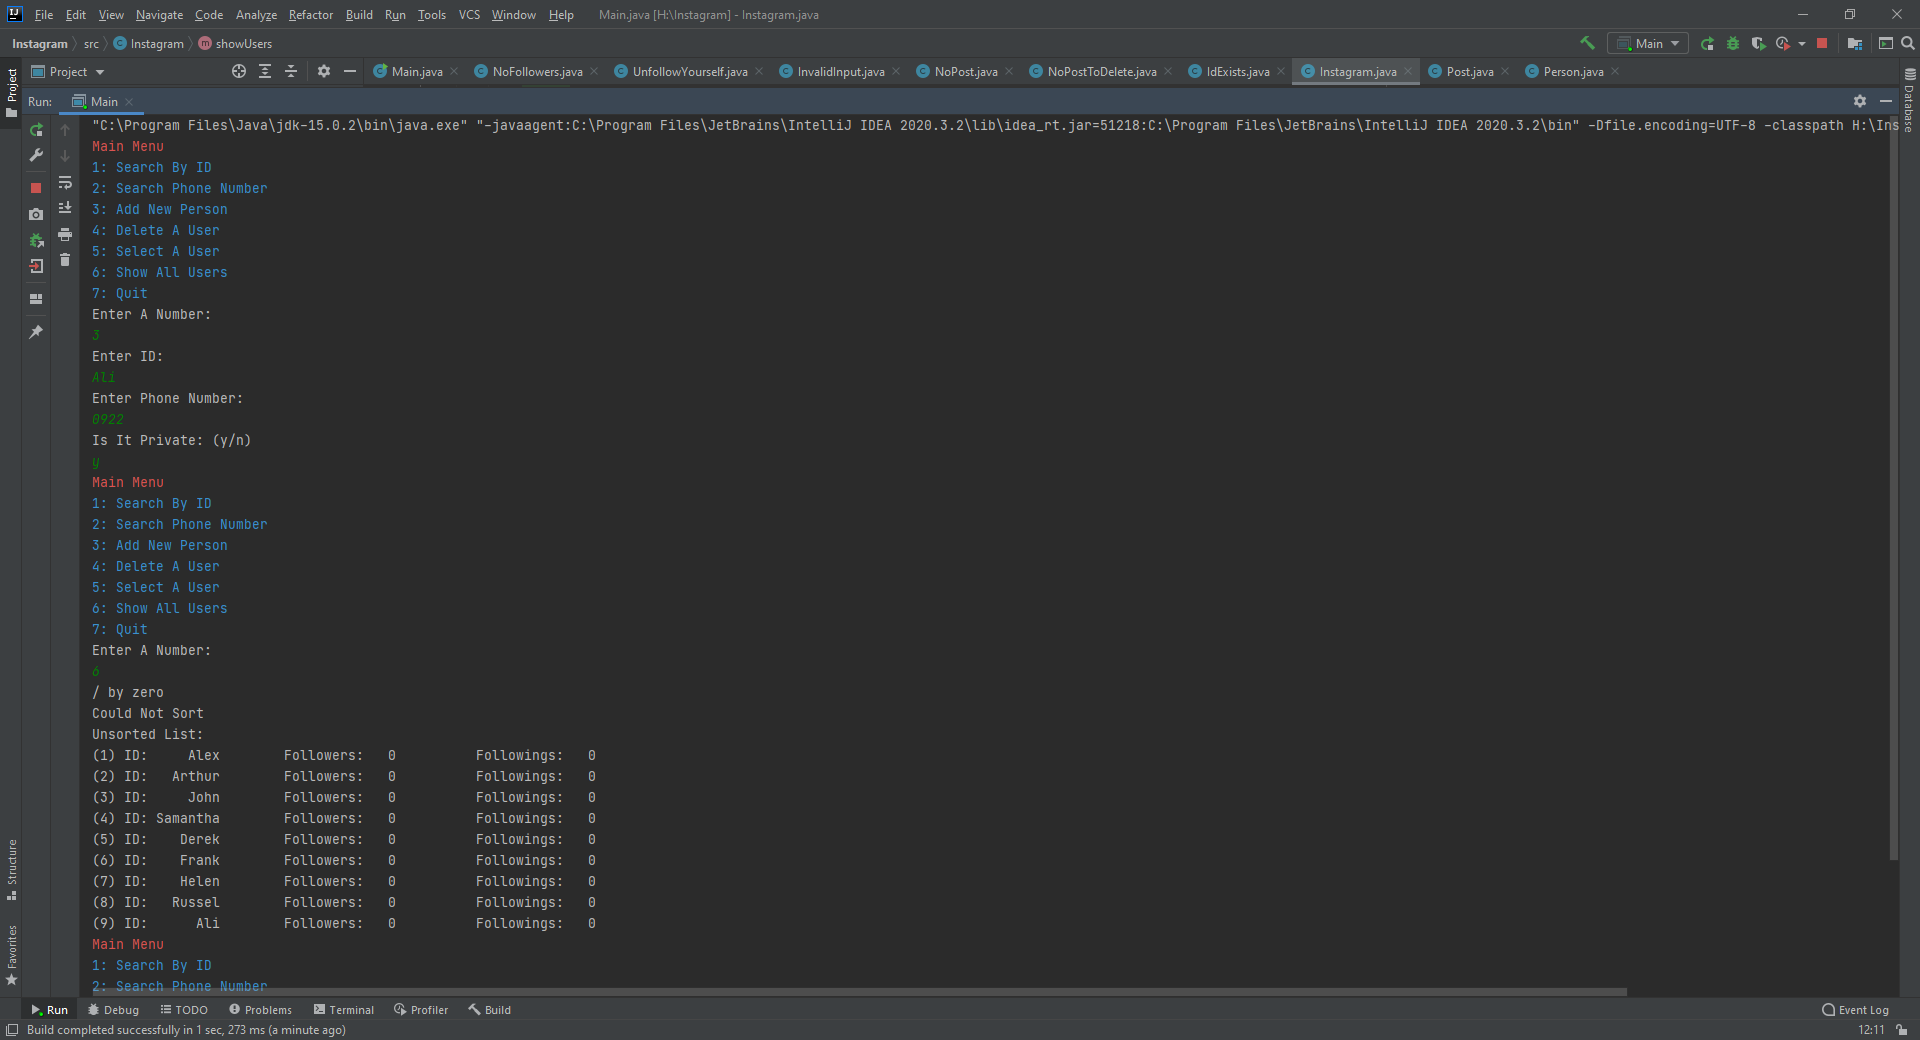 IJ File Edit View Navigate Code Analyze Refactor Build Run Tools VCS Window Help Main.java [H:\Instagram] - Instagram.java
Instagram src C Instagram m showUsers Main
Project Main.java NoFollowers.java UnfollowYourself.java InvalidInput.java NoPost.java NoPostToDelete.java IdExists.java Instagram.java Post.java Person.java
Project
Database
Run: Main
"C:\Program Files\Java\jdk-15.0.2\bin\java.exe" "-javaagent:C:\Program Files\JetBrains\IntelliJ IDEA 2020.3.2\lib\idea_rt.jar=51218:C:\Program Files\JetBrains\IntelliJ IDEA 2020.3.2\bin" -Dfile.encoding=UTF-8 -classpath H:\Ins
Main Menu
1: Search By ID
2: Search Phone Number
3: Add New Person
4: Delete A User
5: Select A User
6: Show All Users
7: Quit
Enter A Number:
3
Enter ID:
Ali
Enter Phone Number:
0922
Is It Private: (y/n)
y
Main Menu
1: Search By ID
2: Search Phone Number
3: Add New Person
4: Delete A User
5: Select A User
6: Show All Users
7: Quit
Enter A Number:
6
/ by zero
Could Not Sort
Unsorted List:
(1) ID: Alex Followers: 0 Followings: 0
(2) ID: Arthur Followers: 0 Followings: 0
(3) ID: John Followers: 0 Followings: 0
(4) ID: Samantha Followers: 0 Followings: 0
(5) ID: Derek Followers: 0 Followings: 0
(6) ID: Frank Followers: 0 Followings: 0
(7) ID: Helen Followers: 0 Followings: 0
(8) ID: Russel Followers: 0 Followings: 0
(9) ID: Ali Followers: 0 Followings: 0
Main Menu
1: Search By ID
2: Search Phone Number
Structure
Favorites
Run Debug TODO Problems Terminal Profiler Build Event Log
Build completed successfully in 1 sec, 273 ms (a minute ago) 12:11